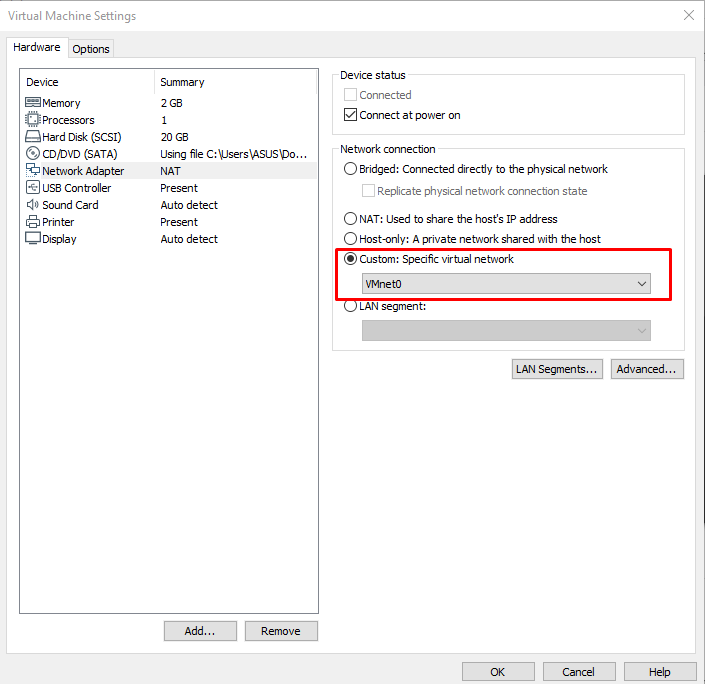 Virtual Machine Settings
Hardware Options
Device Summary
Memory 2 GB
Processors 1
Hard Disk (SCSI) 20 GB
CD/DVD (SATA) Using file C:\Users\ASUS\Do...
Network Adapter NAT
USB Controller Present
Sound Card Auto detect
Printer Present
Display Auto detect
Add... Remove
Device status
Connected
Connect at power on
Network connection
Bridged: Connected directly to the physical network
Replicate physical network connection state
NAT: Used to share the host's IP address
Host-only: A private network shared with the host
Custom: Specific virtual network
VMnet0
LAN segment:
LAN Segments... Advanced...
OK Cancel Help